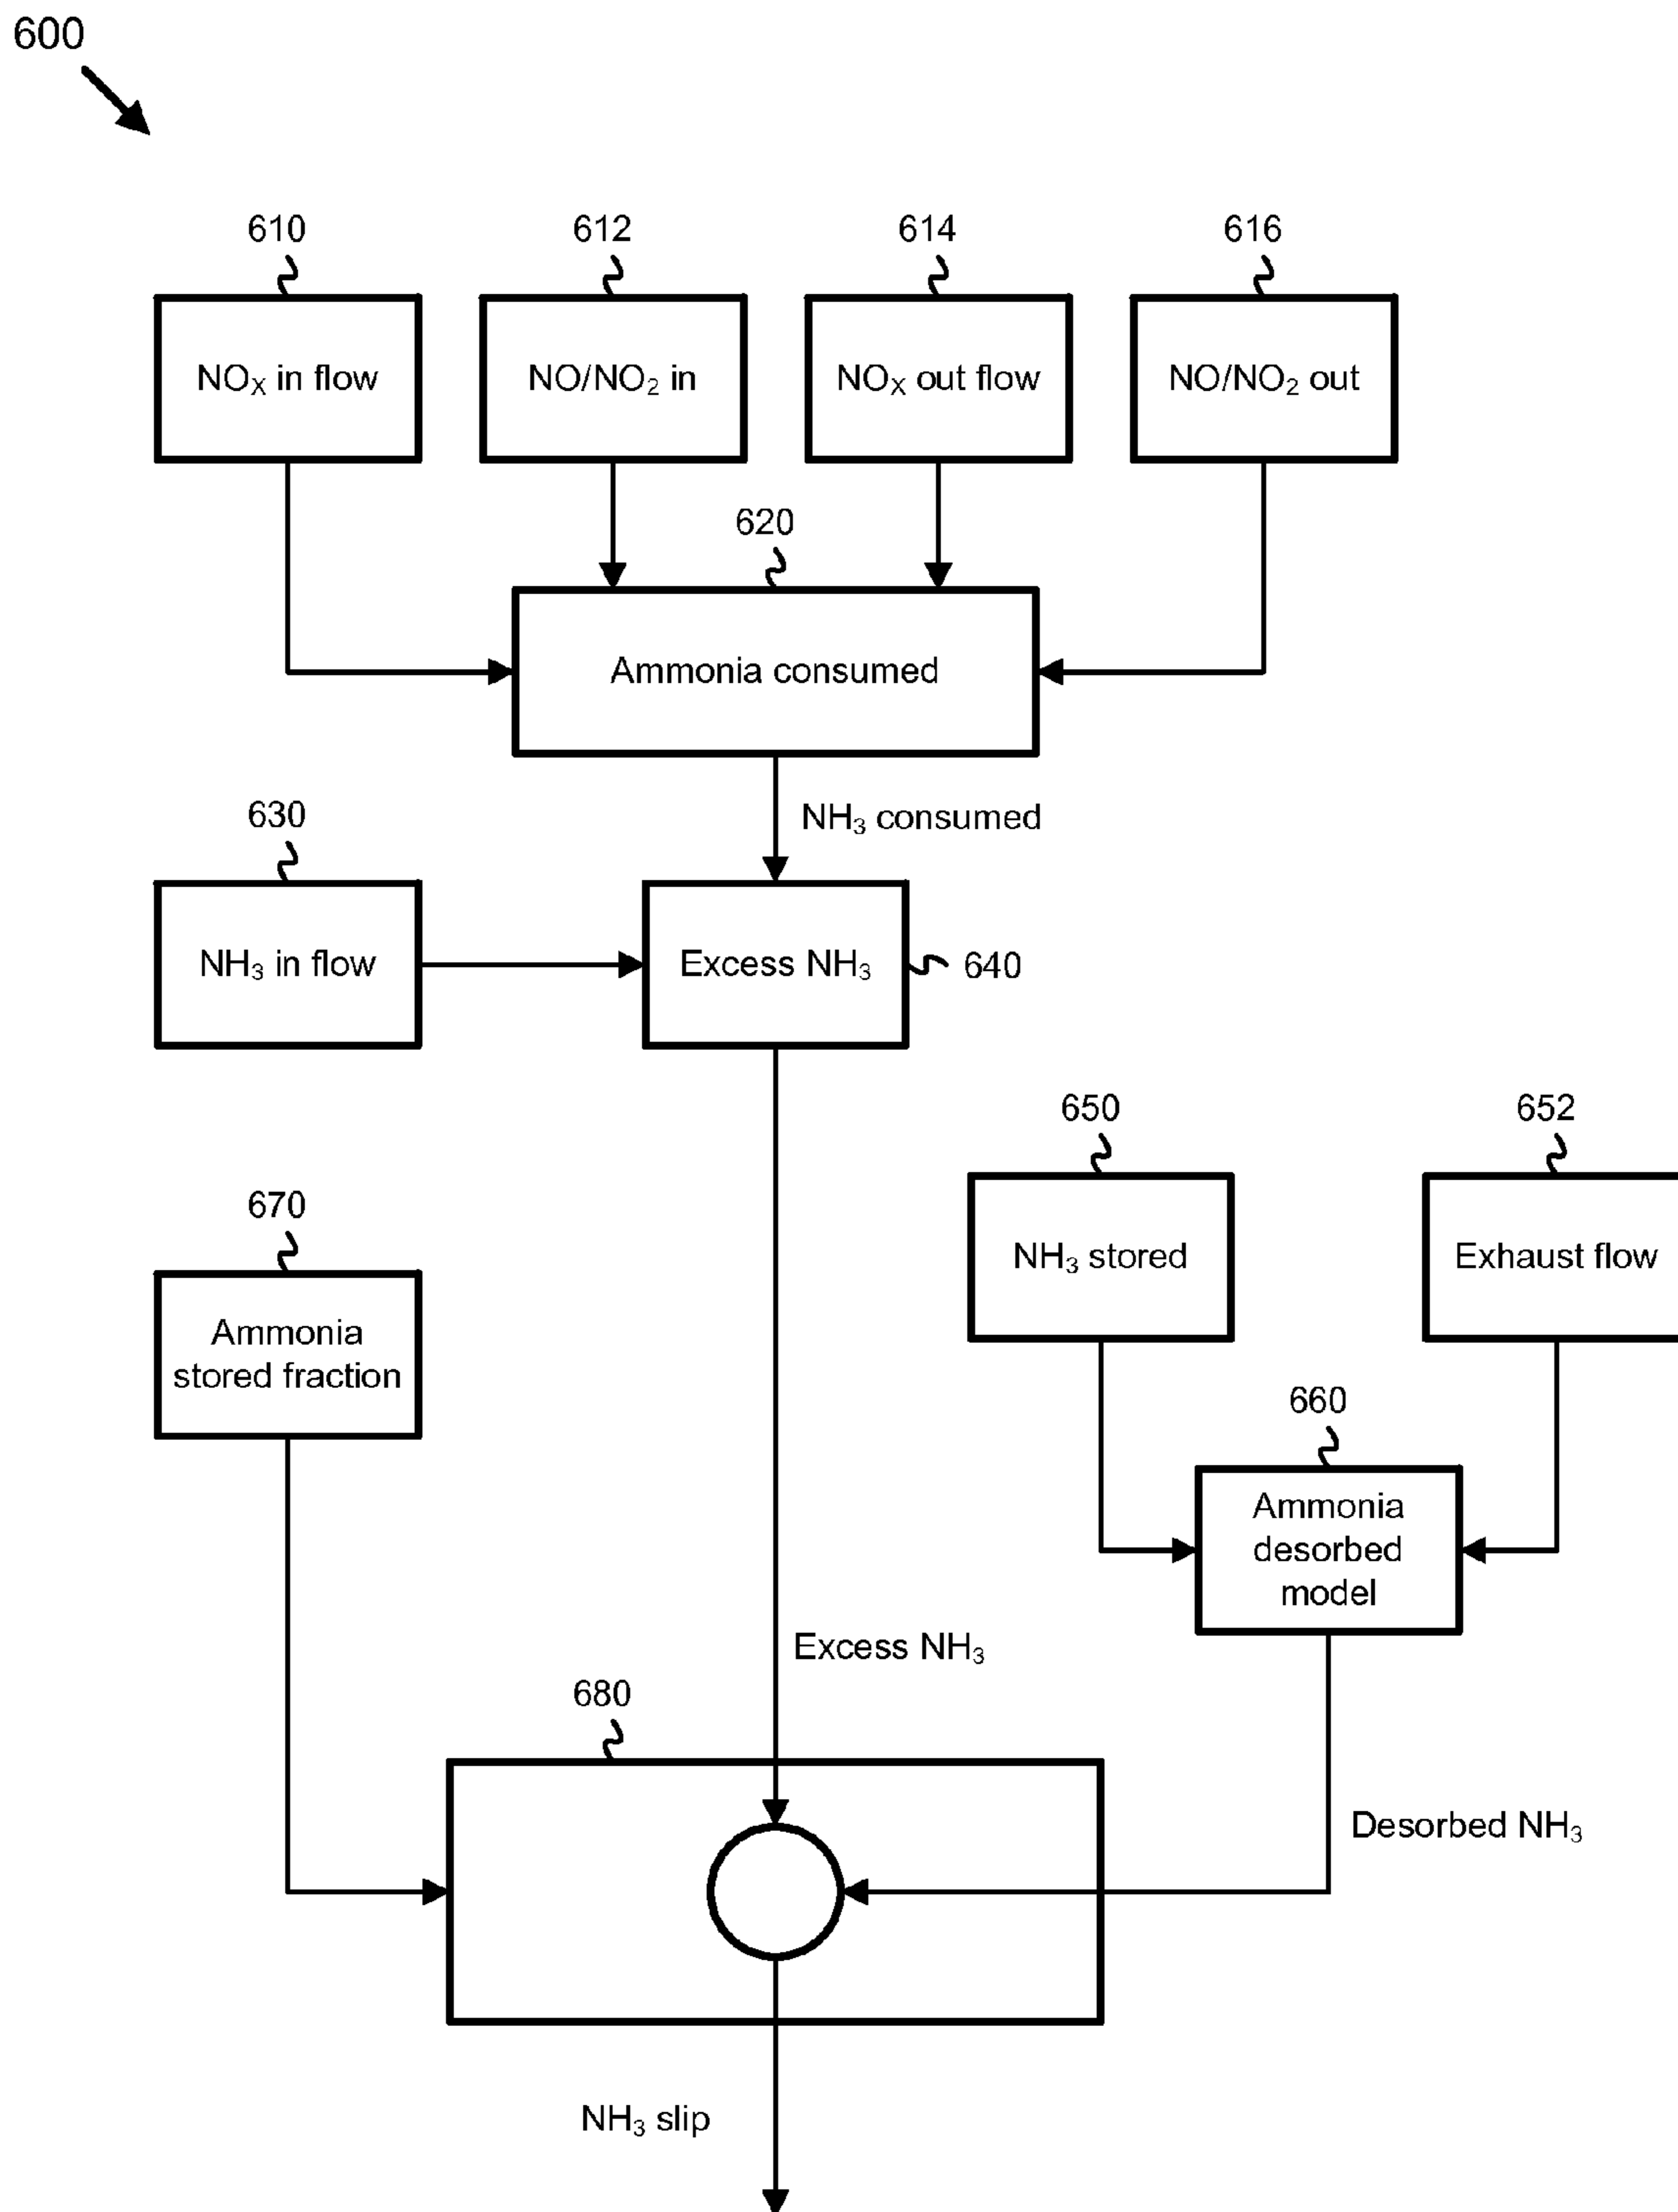 600
610
612
614
616
NOX in flow
NO/NO2 in
NOX out flow
NO/NO2 out
620
Ammonia consumed
NH3 consumed
630
NH3 in flow
Excess NH3
640
650
652
NH3 stored
Exhaust flow
670
Ammonia
stored fraction
660
Ammonia
desorbed
model
Excess NH3
680
Desorbed NH3
NH3 slip